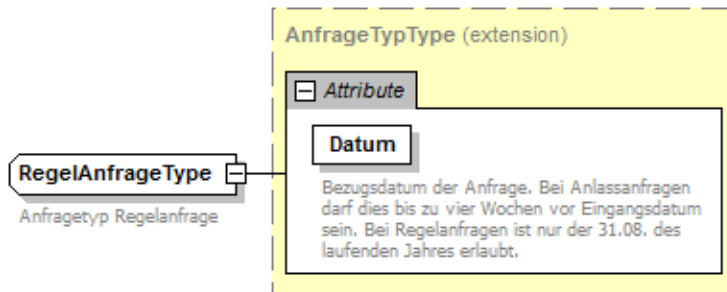 AnfrageTypType (extension)
Attribute
Datum
Bezugsdatum der Anfrage. Bei Anlassanfragen
darf dies bis zu vier Wochen vor Eingangsdatum
sein. Bei Regelanfragen ist nur der 31.08. des
laufenden Jahres erlaubt.
RegelAnfrageType
Anfragetyp Regelanfrage